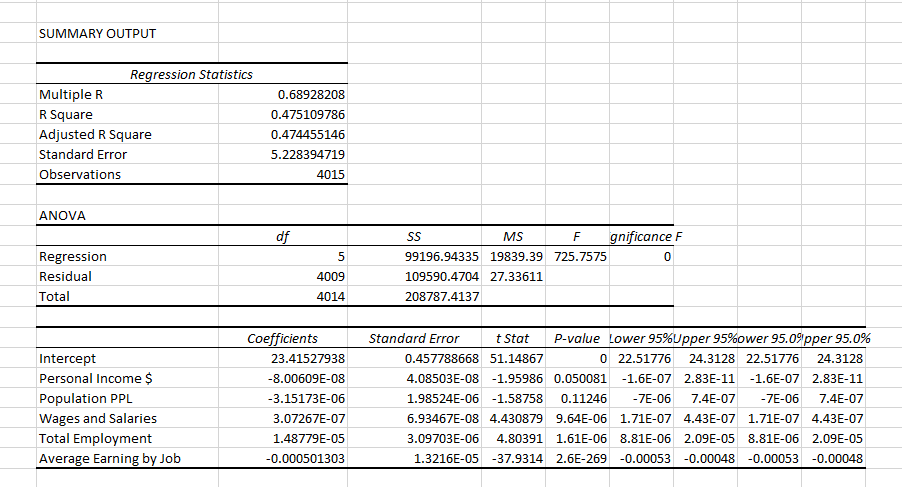 SUMMARY OUTPUT
Regression Statistics
Multiple R 0.68928208
R Square 0.475109786
Adjusted R Square 0.474455146
Standard Error 5.228394719
Observations 4015
ANOVA
df SS MS F gnificance F
Regression 5 99196.94335 19839.39 725.7575 0
Residual 4009 109590.4704 27.33611
Total 4014 208787.4137
Coefficients Standard Error t Stat P-value Lower 95% Upper 95% ower 95.0% pper 95.0%
Intercept 23.41527938 0.457788668 51.14867 0 22.51776 24.3128 22.51776 24.3128
Personal Income $ -8.00609E-08 4.08503E-08 -1.95986 0.050081 -1.6E-07 2.83E-11 -1.6E-07 2.83E-11
Population PPL -3.15173E-06 1.98524E-06 -1.58758 0.11246 -7E-06 7.4E-07 -7E-06 7.4E-07
Wages and Salaries 3.07267E-07 6.93467E-08 4.430879 9.64E-06 1.71E-07 4.43E-07 1.71E-07 4.43E-07
Total Employment 1.48779E-05 3.09703E-06 4.80391 1.61E-06 8.81E-06 2.09E-05 8.81E-06 2.09E-05
Average Earning by Job -0.000501303 1.3216E-05 -37.9314 2.6E-269 -0.00053 -0.00048 -0.00053 -0.00048